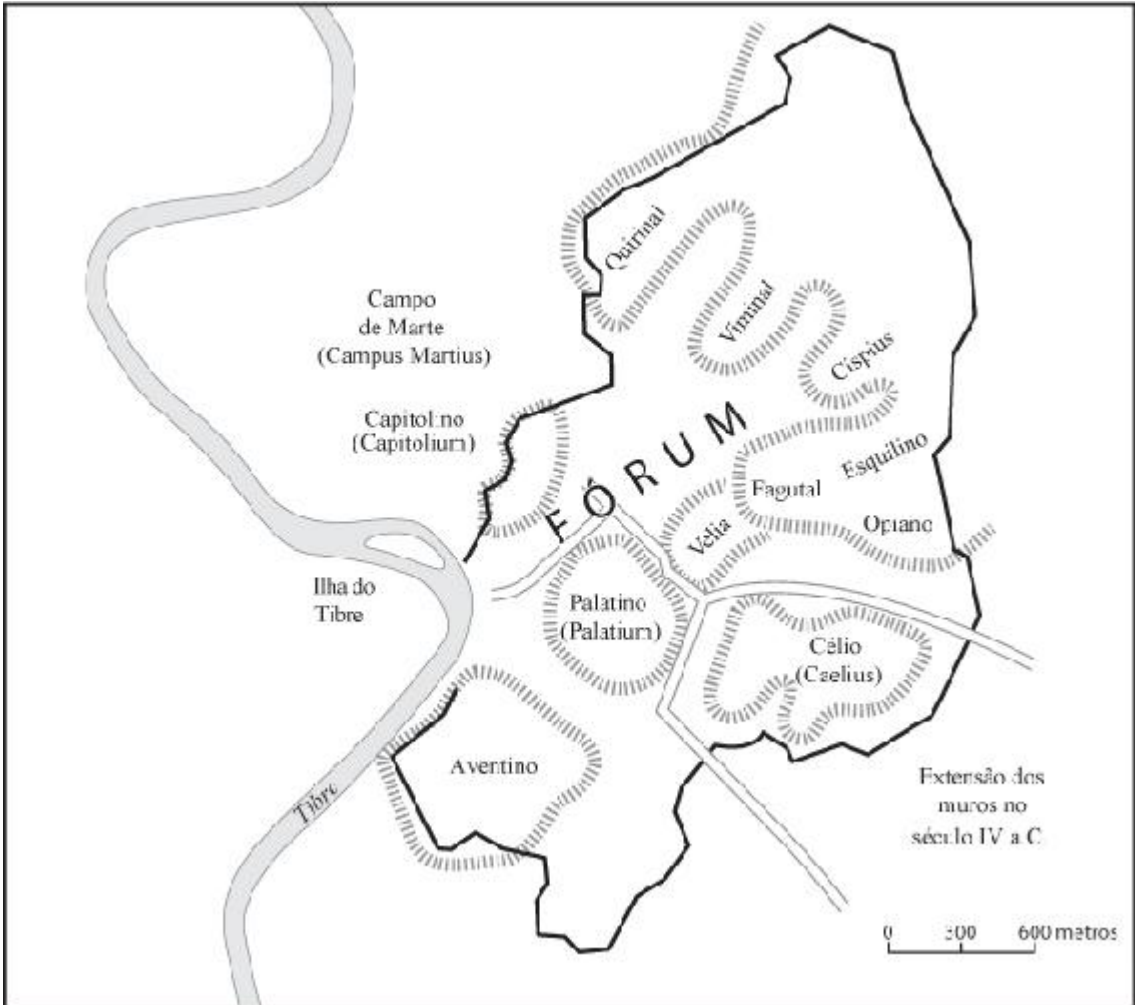 Quirinal
Viminal
Cispius
Campo
de Marte
(Campus Martius)
Capitolino
(Capitolium)
FÓRUM
Esquilino
Fagutal
Opiano
Velia
Ilha do
Tibre
Palatino
(Palatium)
Célio
(Caelius)
Aventino
Tibre
Extensão dos
muros no
século IV a C
0 300 600 metros